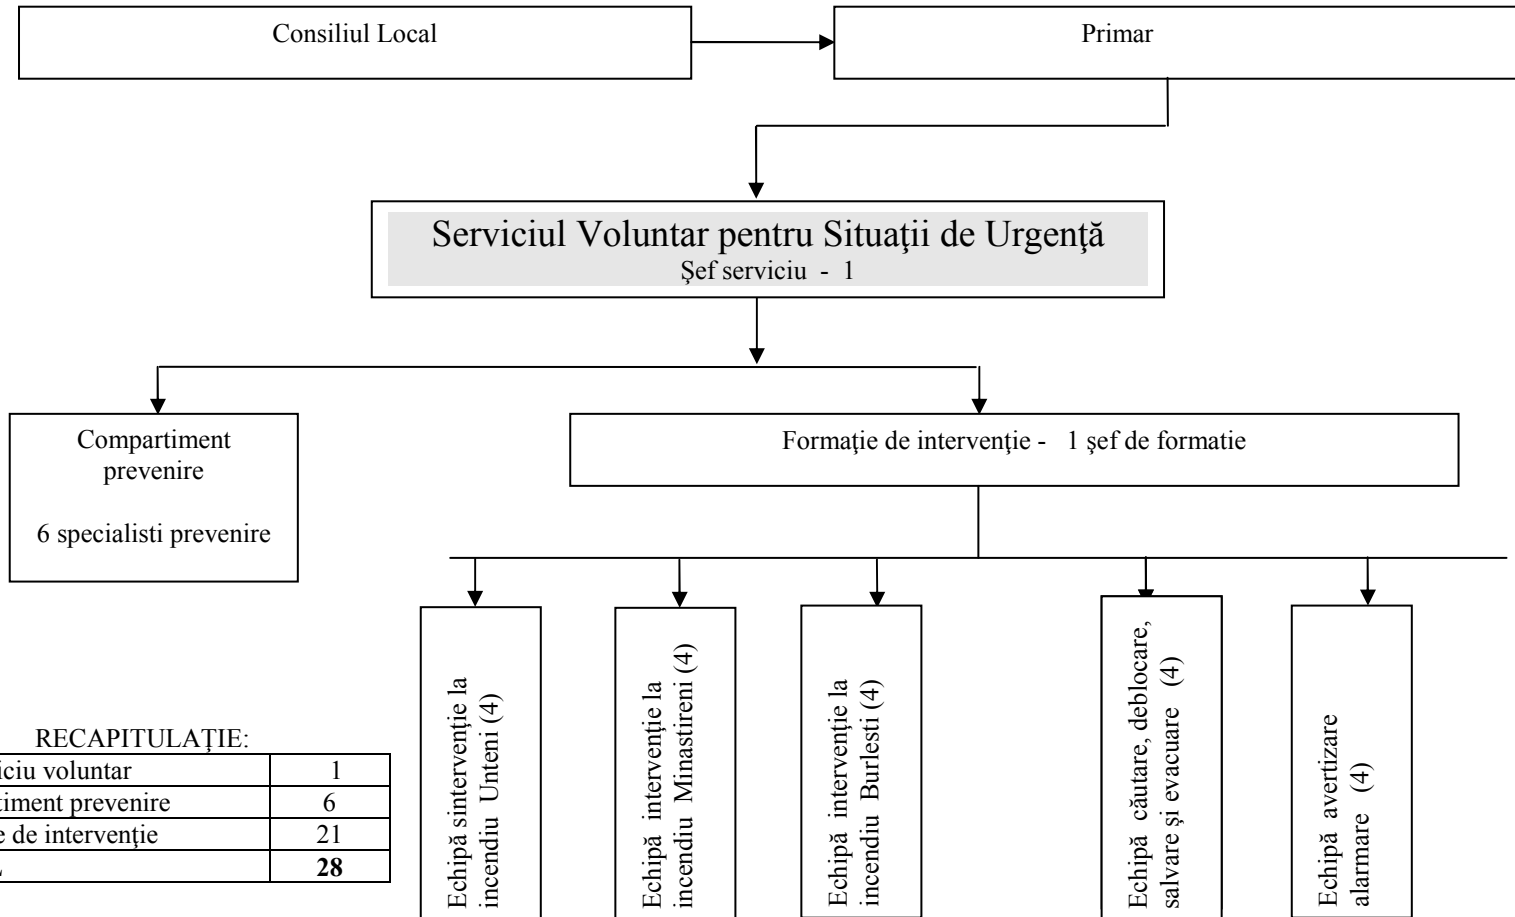 Consiliul Local
Primar
Serviciul Voluntar pentru Situaţii de Urgenţă
Şef serviciu - 1
Compartiment
prevenire
6 specialisti prevenire
Formaţie de intervenţie - 1 şef de formatie
Echipă sintervenţie la
incendiu Unteni (4)
Echipă intervenţie la
incendiu Minastireni (4)
Echipă intervenţie la
incendiu Burlesti (4)
Echipă căutare, deblocare,
salvare şi evacuare (4)
Echipă avertizare
alarmare (4)
RECAPITULAŢIE:
iciu voluntar 1
timent prevenire 6
e de intervenţie 21
28